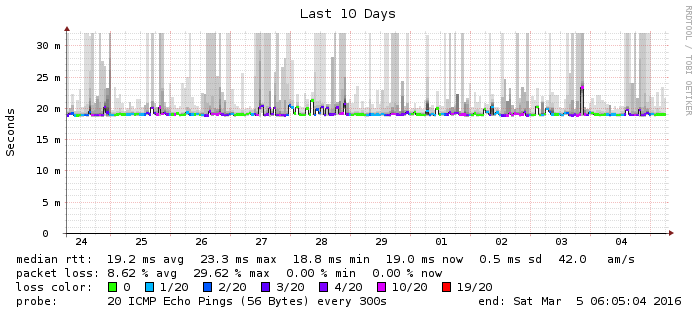 Last 10 Days
RRDTOOL / TOBI OETIKER
Seconds
30 m
25 m
20 m
15 m
10 m
5 m
0
24 25 26 27 28 29 01 02 03 04
median rtt: 19.2 ms avg 23.3 ms max 18.8 ms min 19.0 ms now 0.5 ms sd 42.0 am/s
packet loss: 8.62 % avg 29.62 % max 0.00 % min 0.00 % now
loss color: 0 1/20 2/20 3/20 4/20 10/20 19/20
probe: 20 ICMP Echo Pings (56 Bytes) every 300s end: Sat Mar 5 06:05:04 2016